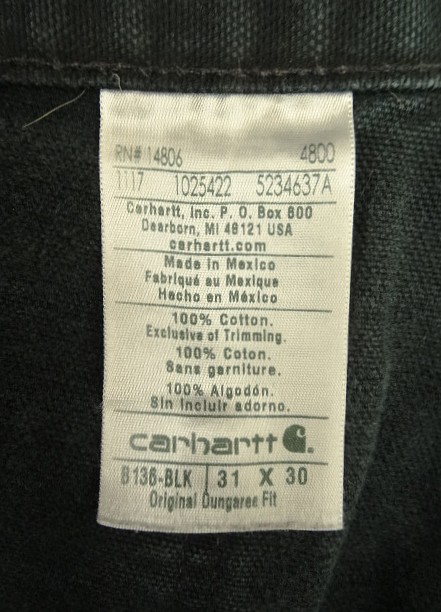 RN# 14806 4800
1117 1025422 5234637A
Carhartt, Inc. P. O. Box 600
Dearborn, MI 48121 USA
carhartt.com
Made in Mexico
Fabriqué au Mexique
Hecho en México
100% Cotton.
Exclusive of Trimming.
100% Coton.
Sans garniture.
100% Algodón.
Sin incluir adorno.
carhartt
B136-BLK 31 X 30
Original Dungaree Fit